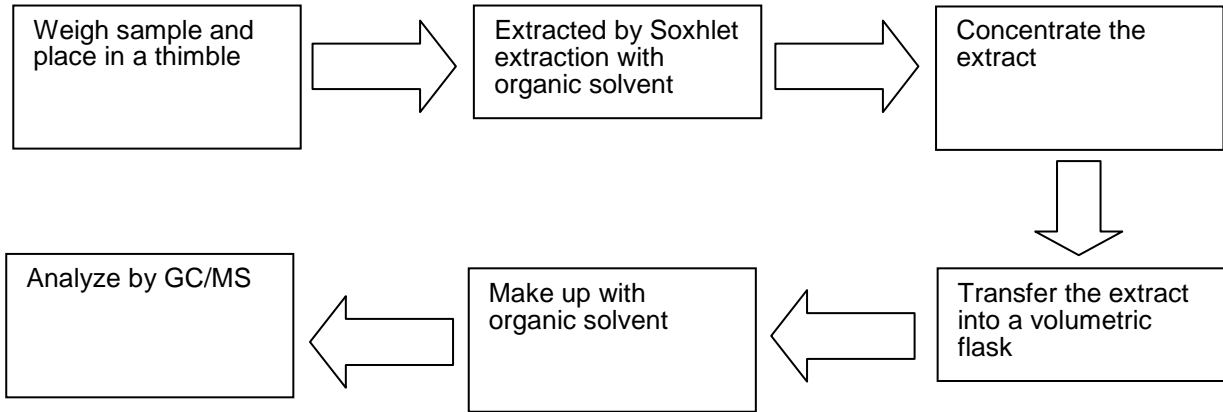 Weigh sample and
place in a thimble
Extracted by Soxhlet
extraction with
organic solvent
Concentrate the
extract
Transfer the extract
into a volumetric
flask
Make up with
organic solvent
Analyze by GC/MS